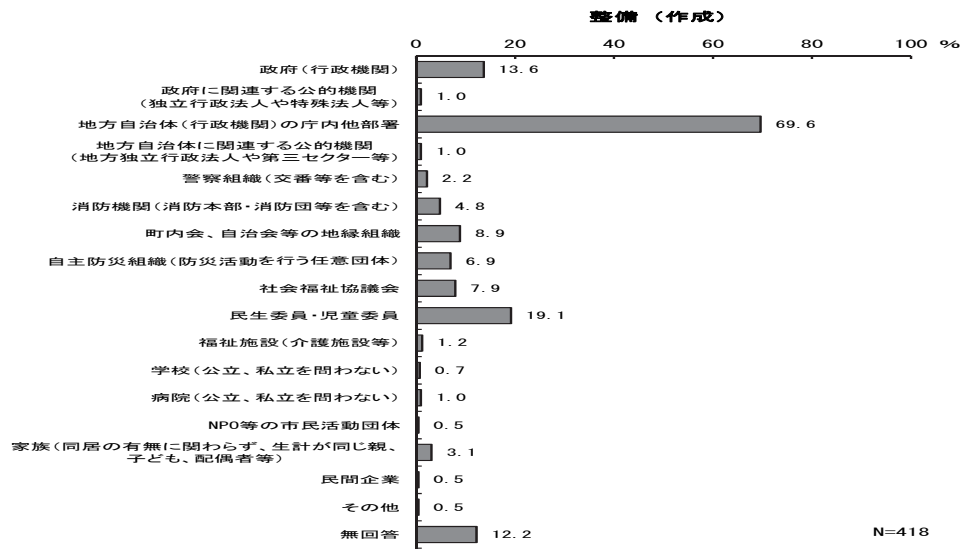 整備（作成）
0 20 40 60 80 100 %
政府(行政機関) 13.6
政府に関連する公的機関
(独立行政法人や特殊法人等) 1.0
地方自治体(行政機関)の庁内他部署 69.6
地方自治体に関連する公的機関
(地方独立行政法人や第三セクター等) 1.0
警察組織(交番等を含む) 2.2
消防機関(消防本部・消防団等を含む) 4.8
町内会、自治会等の地縁組織 8.9
自主防災組織(防災活動を行う任意団体) 6.9
社会福祉協議会 7.9
民生委員・児童委員 19.1
福祉施設(介護施設等) 1.2
学校(公立、私立を問わない) 0.7
病院(公立、私立を問わない) 1.0
NPO等の市民活動団体 0.5
家族(同居の有無に関わらず、生計が同じ親、
子ども、配偶者等) 3.1
民間企業 0.5
その他 0.5
無回答 12.2
N=418